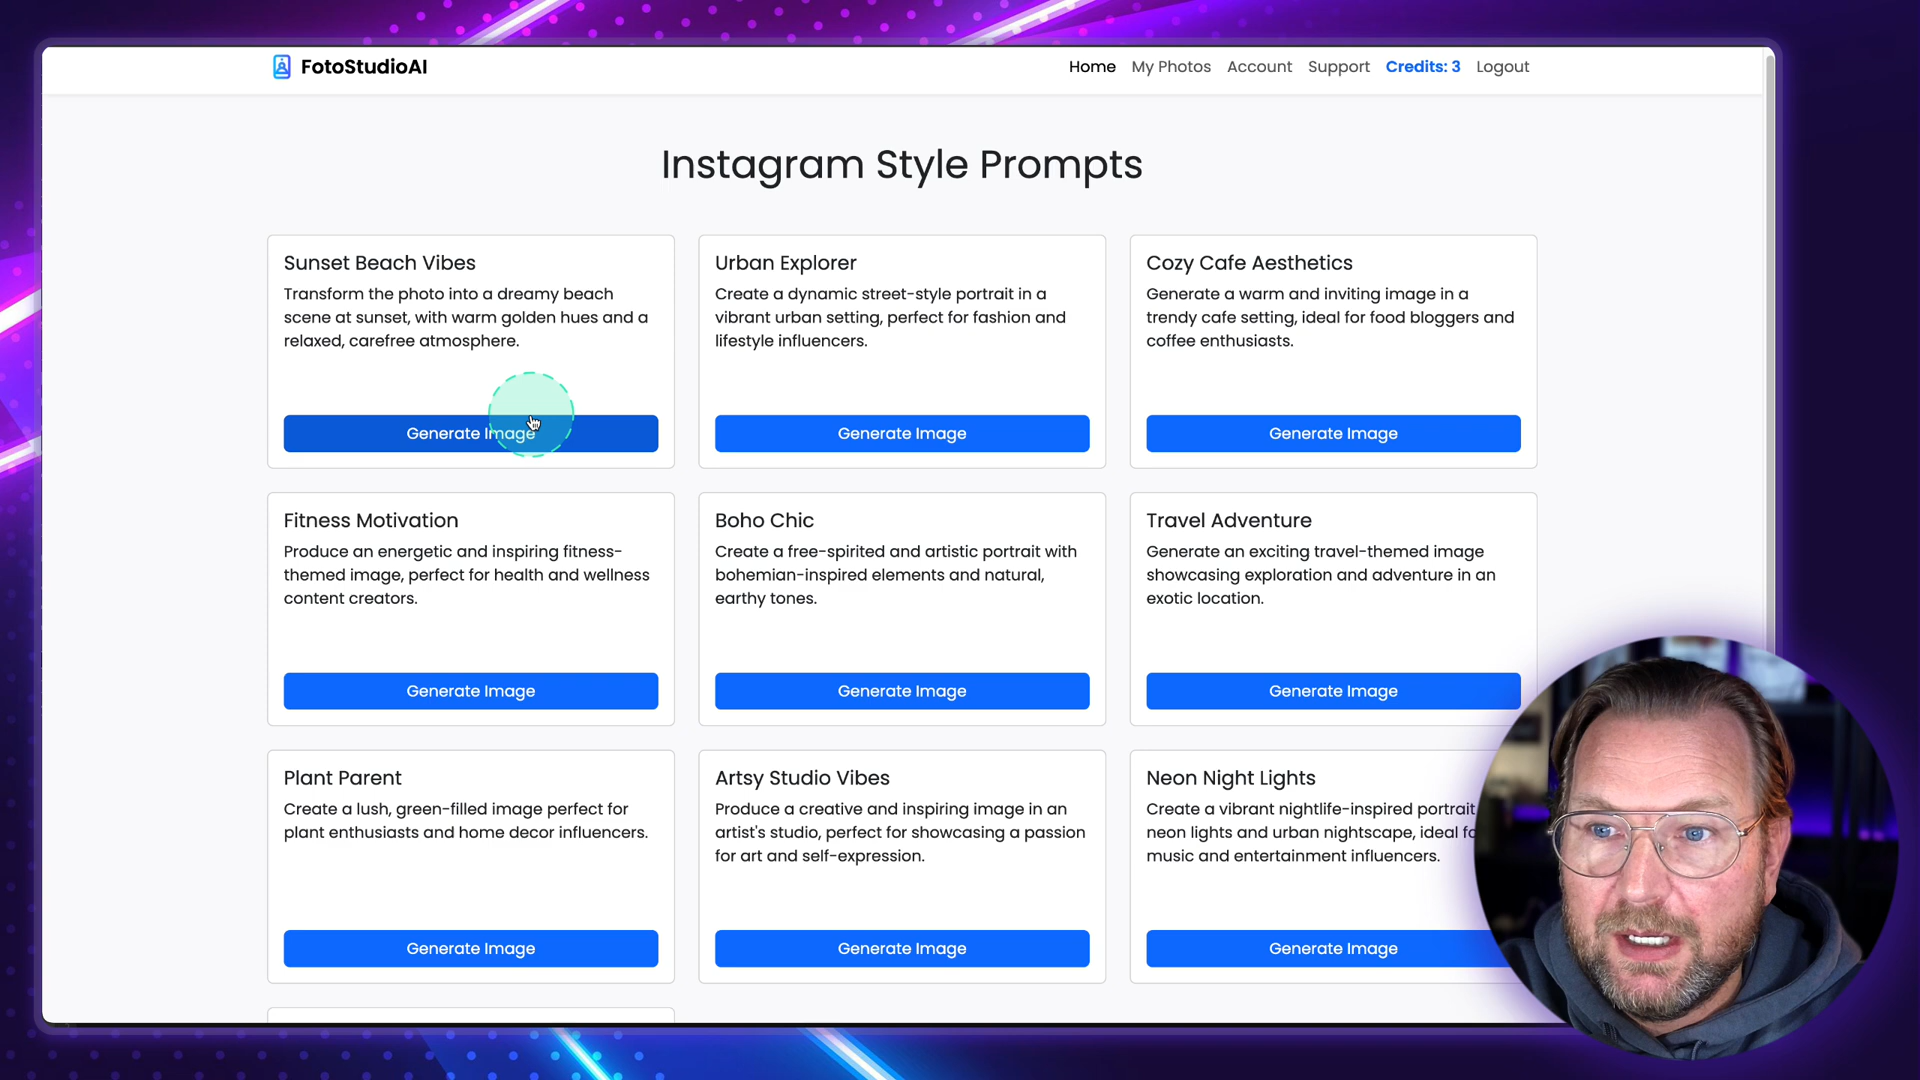 FotoStudioAI
Home My Photos Account Support Credits: 3 Logout
Instagram Style Prompts
Sunset Beach Vibes
Transform the photo into a dreamy beach
scene at sunset, with warm golden hues and a
relaxed, carefree atmosphere.
Generate Image
Urban Explorer
Create a dynamic street-style portrait in a
vibrant urban setting, perfect for fashion and
lifestyle influencers.
Generate Image
Cozy Cafe Aesthetics
Generate a warm and inviting image in a
trendy cafe setting, ideal for food bloggers and
coffee enthusiasts.
Generate Image
Fitness Motivation
Produce an energetic and inspiring fitness-
themed image, perfect for health and wellness
content creators.
Generate Image
Boho Chic
Create a free-spirited and artistic portrait with
bohemian-inspired elements and natural,
earthy tones.
Generate Image
Travel Adventure
Generate an exciting travel-themed image
showcasing exploration and adventure in an
exotic location.
Generate Image
Plant Parent
Create a lush, green-filled image perfect for
plant enthusiasts and home decor influencers.
Generate Image
Artsy Studio Vibes
Produce a creative and inspiring image in an
artist's studio, perfect for showcasing a passion
for art and self-expression.
Generate Image
Neon Night Lights
Create a vibrant nightlife-inspired portrait
neon lights and urban nightscape, ideal
music and entertainment influencers.
Generate Image